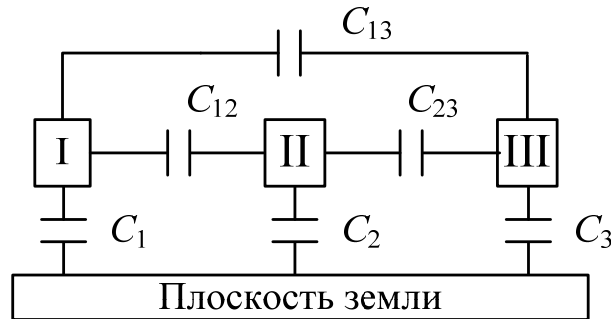 C13
C12 C23
I II III
C1 C2 C3
Плоскость земли